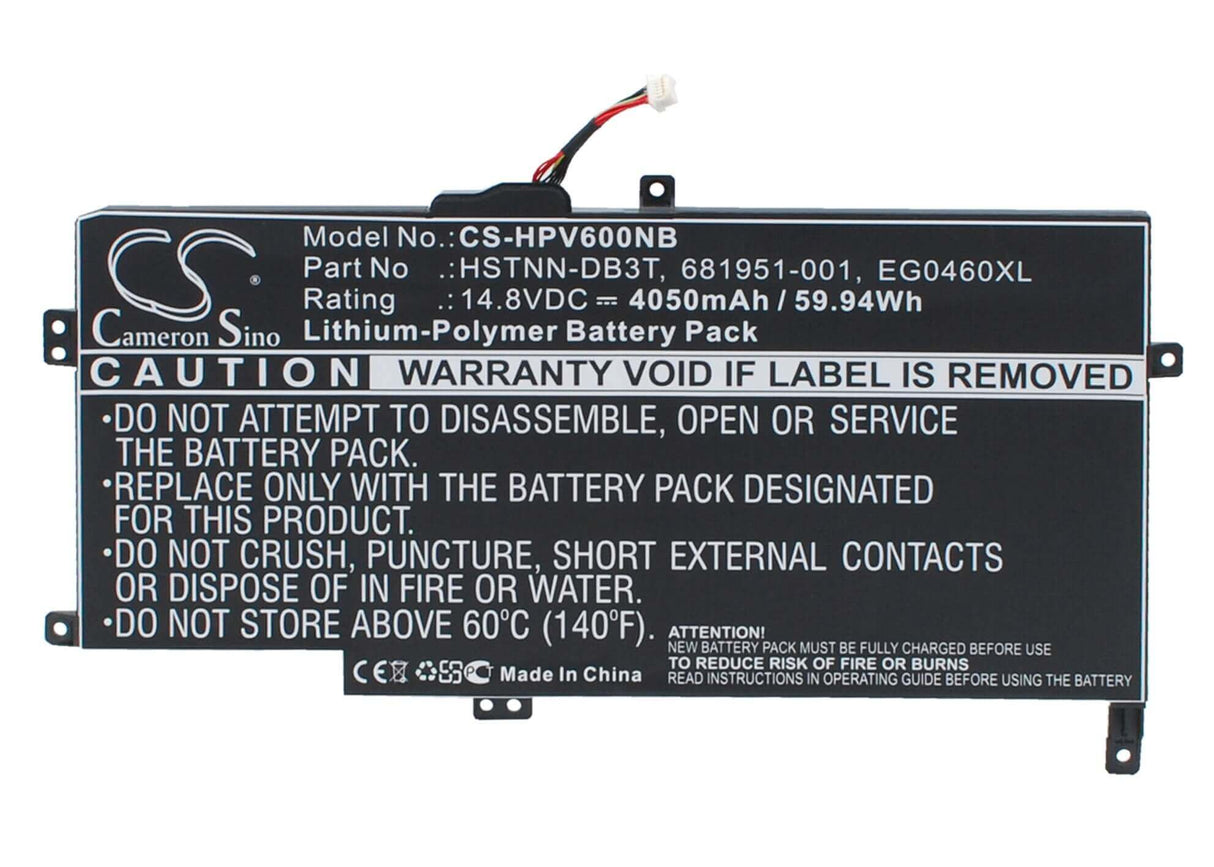 CS ®
Cameron Sino
Model No.: CS-HPV600NB
Part No .: HSTNN-DB3T, 681951-001, EG0460XL
Rating .: 14.8VDC ⎓ 4050mAh / 59.94Wh
Lithium-Polymer Battery Pack
CAUTION WARRANTY VOID IF LABEL IS REMOVED
•DO NOT ATTEMPT TO DISASSEMBLE, OPEN OR SERVICE
THE BATTERY PACK.
•REPLACE ONLY WITH THE BATTERY PACK DESIGNATED
FOR THIS PRODUCT.
•DO NOT CRUSH, PUNCTURE, SHORT EXTERNAL CONTACTS
OR DISPOSE OF IN FIRE OR WATER.
•DO NOT STORE ABOVE 60°C (140°F).
ATTENTION!
NEW BATTERY PACK MUST BE FULLY CHARGED BEFORE USE
TO REDUCE RISK OF FIRE OR BURNS
READ INSTRUCTIONS IN OPERATING GUIDE BEFORE USING THE BATTERY
CE PCT Made In China